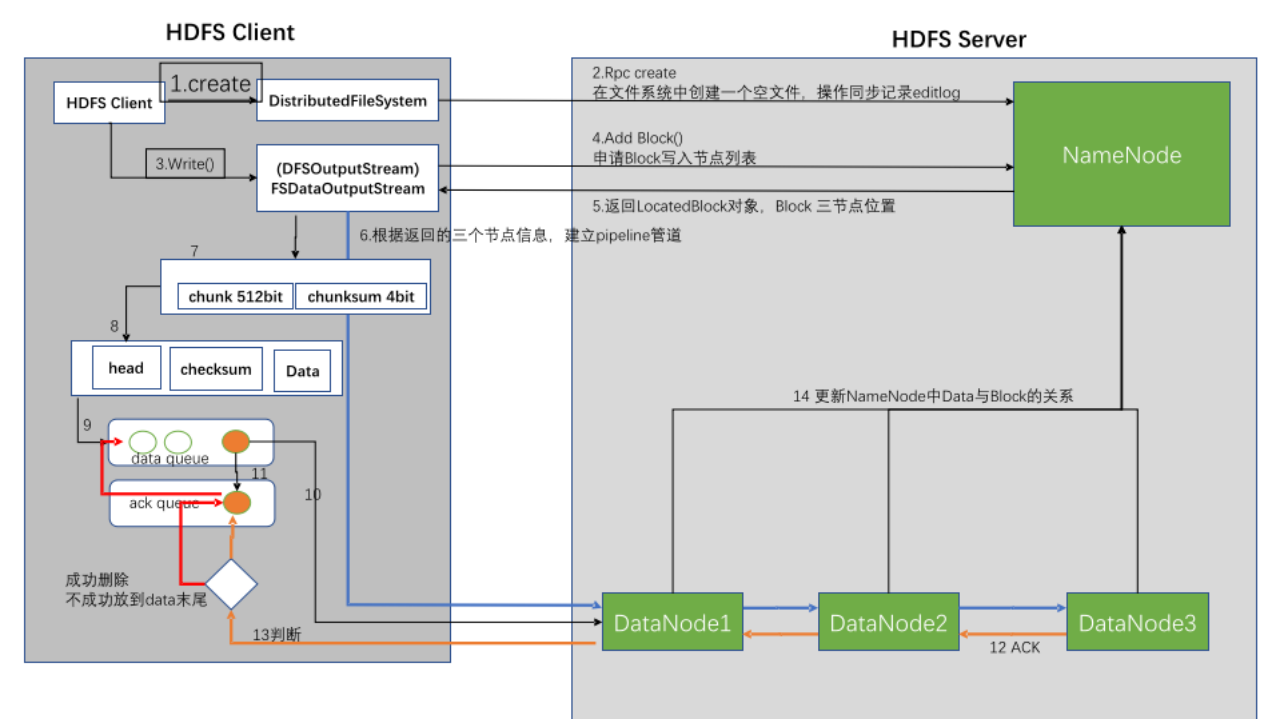 HDFS Client
HDFS Server
HDFS Client
1.create
DistributedFileSystem
2.Rpc create
在文件系统中创建一个空文件，操作同步记录editlog
NameNode
3.Write()
(DFSOutputStream)
FSDataOutputStream
4.Add Block()
申请Block写入节点列表
5.返回LocatedBlock对象，Block 三节点位置
6.根据返回的三个节点信息，建立pipeline管道
7
chunk 512bit
chunksum 4bit
8
head
checksum
Data
14 更新NameNode中Data与Block的关系
9
data queue
11
10
ack queue
成功删除
不成功放到data末尾
13判断
DataNode1
DataNode2
DataNode3
12 ACK